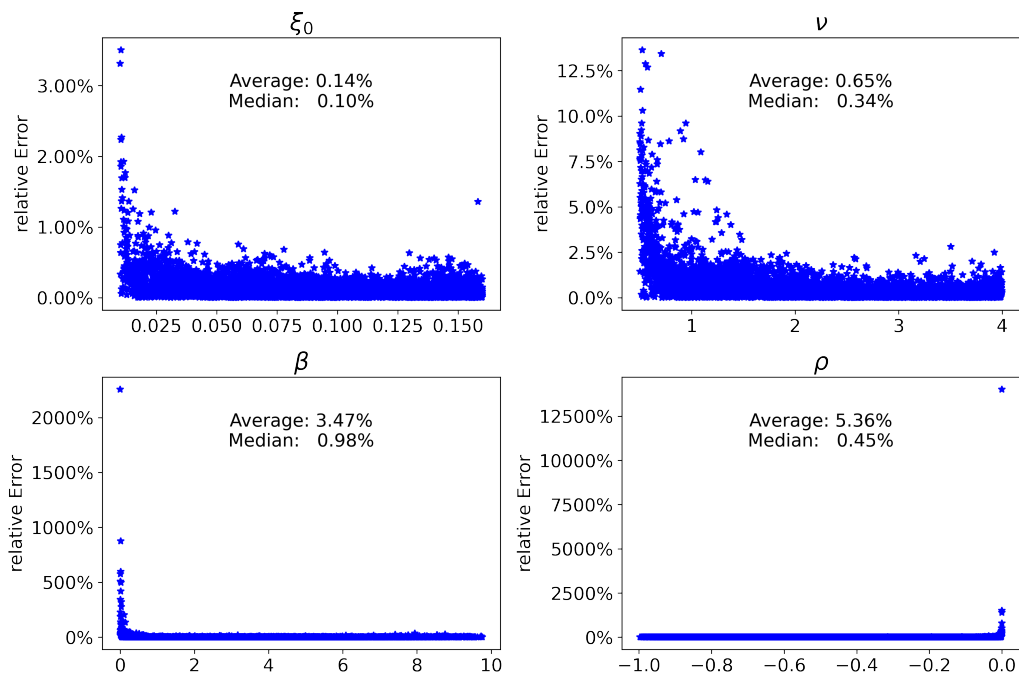 ξ₀
Average: 0.14%
Median: 0.10%
relative Error
3.00%
2.00%
1.00%
0.00%
0.025 0.050 0.075 0.100 0.125 0.150
ν
Average: 0.65%
Median: 0.34%
relative Error
12.5%
10.0%
7.5%
5.0%
2.5%
0.0%
1 2 3 4
β
Average: 3.47%
Median: 0.98%
relative Error
2000%
1500%
1000%
500%
0%
0 2 4 6 8 10
ρ
Average: 5.36%
Median: 0.45%
relative Error
12500%
10000%
7500%
5000%
2500%
0%
−1.0 −0.8 −0.6 −0.4 −0.2 0.0